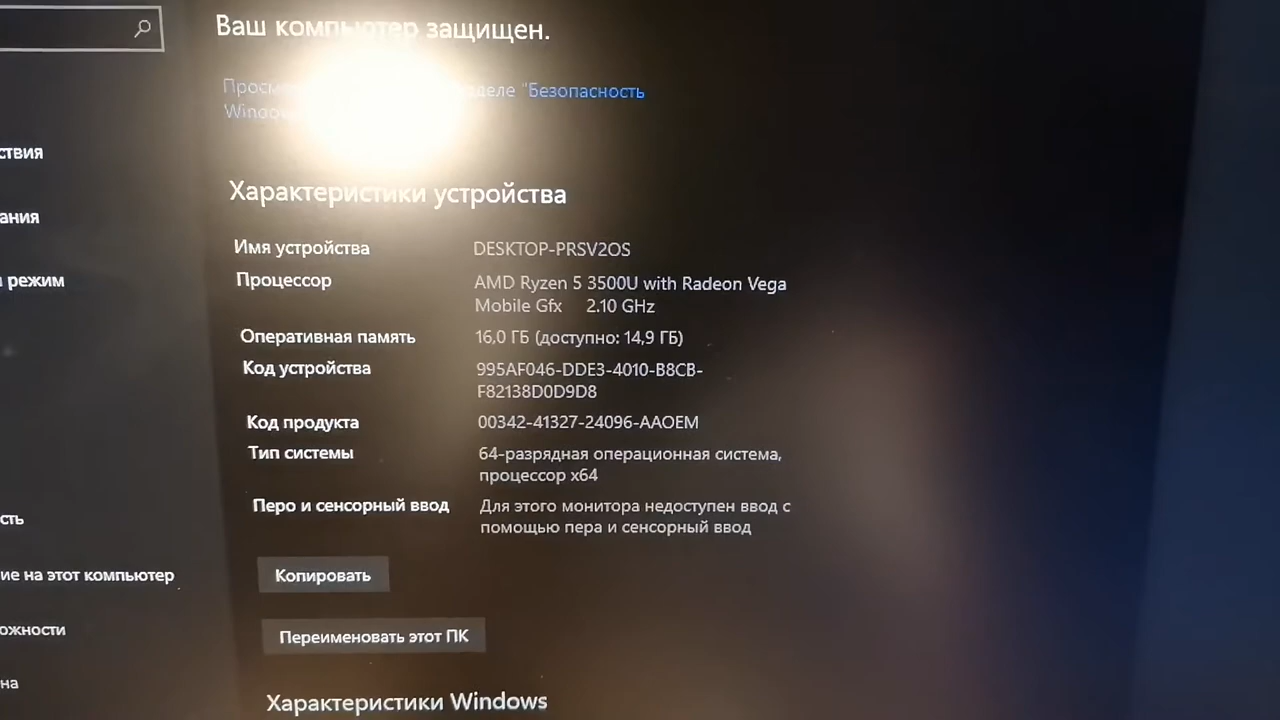 Ваш компьютер защищен.
"Безопасность
ствия
Характеристики устройства
ания
Имя устройства DESKTOP-PRSV2OS
Процессор AMD Ryzen 5 3500U with Radeon Vega
режим
Mobile Gfx 2.10 GHz
Оперативная память 16,0 ГБ (доступно: 14,9 ГБ)
Код устройства 995AF046-DDE3-4010-B8CB-
F82138D0D9D8
Код продукта 00342-41327-24096-AAOEM
Тип системы 64-разрядная операционная система,
процессор x64
Перо и сенсорный ввод Для этого монитора недоступен ввод с
сть
помощью пера и сенсорный ввод
ие на этот компьютер
Копировать
ожности
Переименовать этот ПК
на
Характеристики Windows